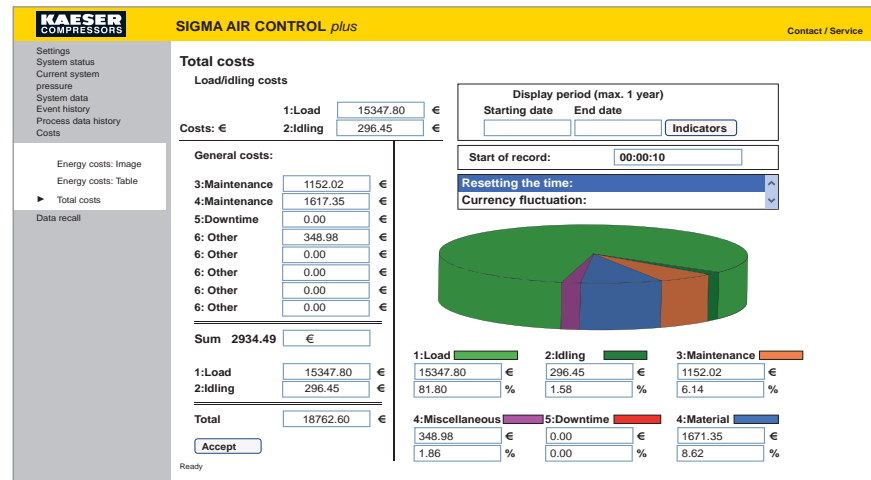 KAESER
COMPRESSORS
SIGMA AIR CONTROL plus
Contact / Service
Settings
System status
Current system
pressure
System data
Event history
Process data history
Costs
Energy costs: Image
Energy costs: Table
► Total costs
Data recall
Total costs
Load/idling costs
1:Load 15347.80 €
Costs: € 2:Idling 296.45 €
General costs:
3:Maintenance 1152.02 €
4:Maintenance 1617.35 €
5:Downtime 0.00 €
6: Other 348.98 €
6: Other 0.00 €
6: Other 0.00 €
6: Other 0.00 €
6: Other 0.00 €
Sum 2934.49 €
1:Load 15347.80 €
2:Idling 296.45 €
Total 18762.60 €
Accept
Ready
Display period (max. 1 year)
Starting date End date
Indicators
Start of record: 00:00:10
Resetting the time:
Currency fluctuation:
1:Load 2:Idling 3:Maintenance
15347.80 € 296.45 € 1152.02 €
81.80 % 1.58 % 6.14 %
4:Miscellaneous 5:Downtime 4:Material
348.98 € 0.00 € 1671.35 €
1.86 % 0.00 % 8.62 %